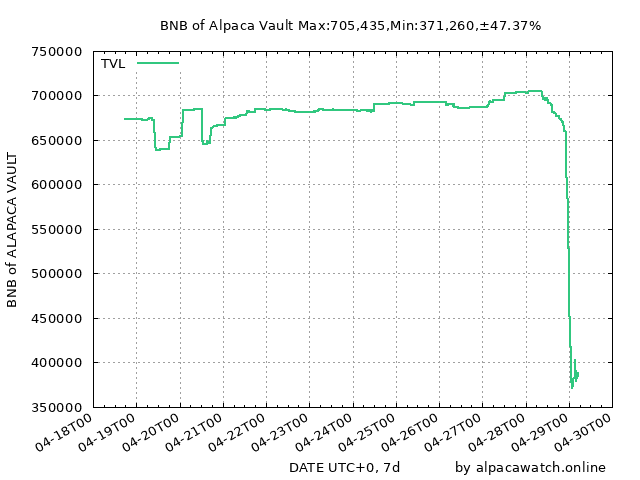 BNB of Alpaca Vault Max:705,435,Min:371,260,±47.37%
TVL
BNB of ALAPACA VAULT
750000
700000
650000
600000
550000
500000
450000
400000
350000
04-18T00
04-19T00
04-20T00
04-21T00
04-22T00
04-23T00
04-24T00
04-25T00
04-26T00
04-27T00
04-28T00
04-29T00
04-30T00
DATE UTC+0, 7d
by alpacawatch.online